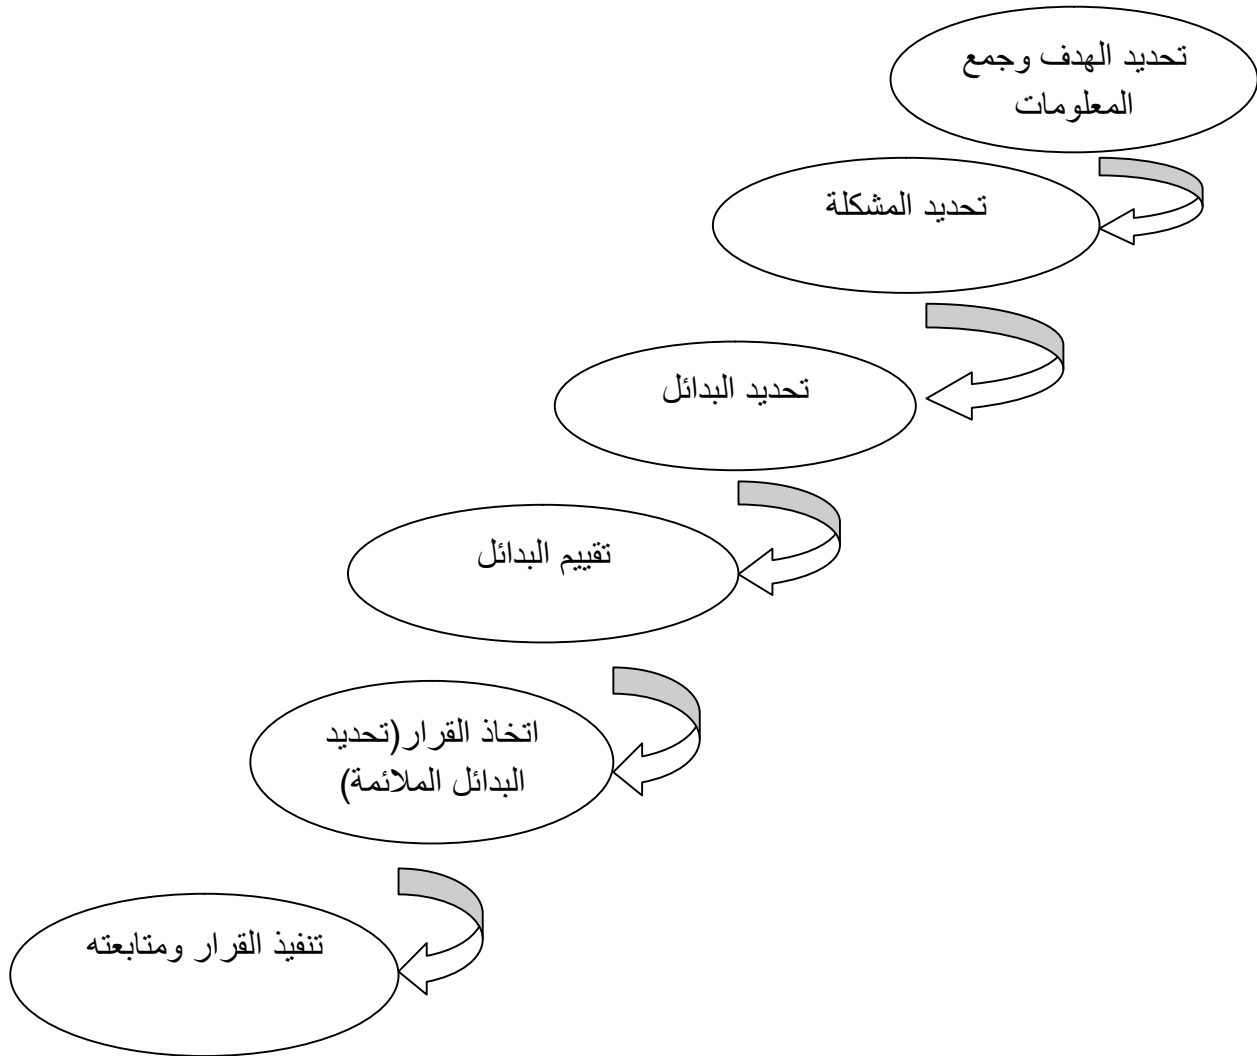 تحديد الهدف وجمع
المعلومات
تحديد المشكلة
تحديد البدائل
تقييم البدائل
اتخاذ القرار(تحديد
البدائل الملائمة)
تنفيذ القرار ومتابعته